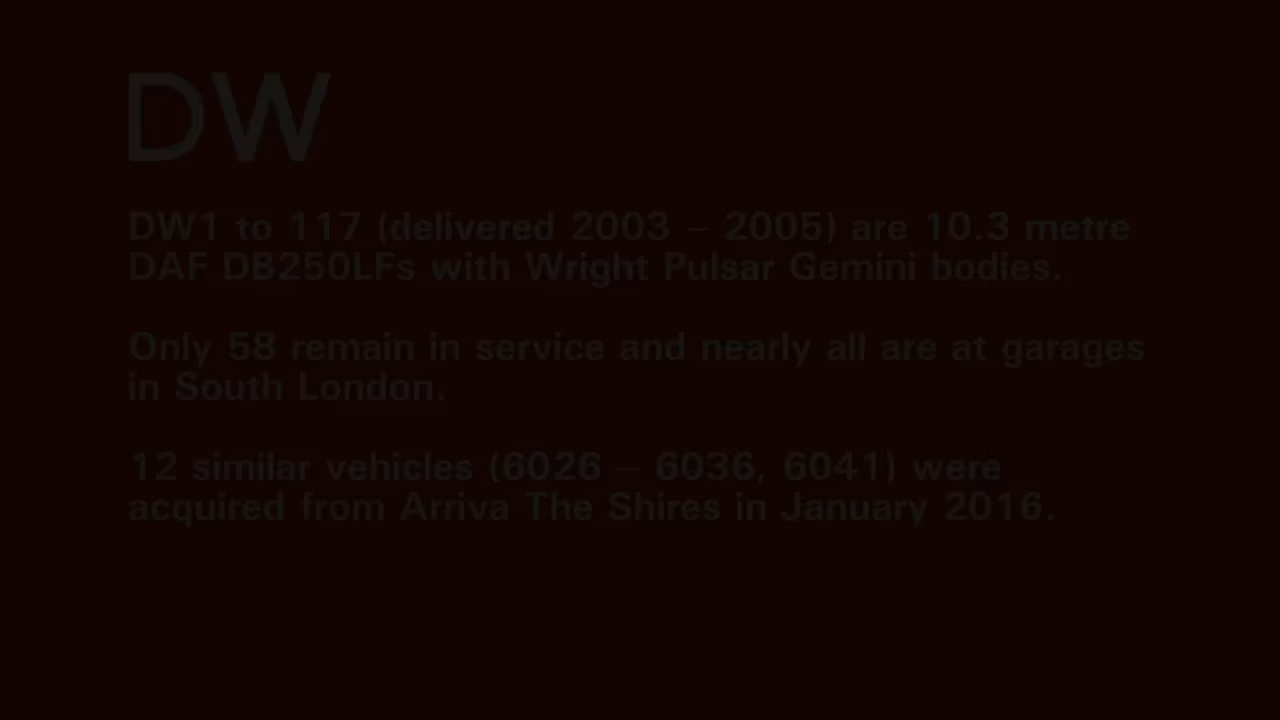 DW
DW1 to 117 (delivered 2003 – 2005) are 10.3 metre
DAF DB250LFs with Wright Pulsar Gemini bodies.
Only 58 remain in service and nearly all are at garages
in South London.
12 similar vehicles (6026 – 6036, 6041) were
acquired from Arriva The Shires in January 2016.